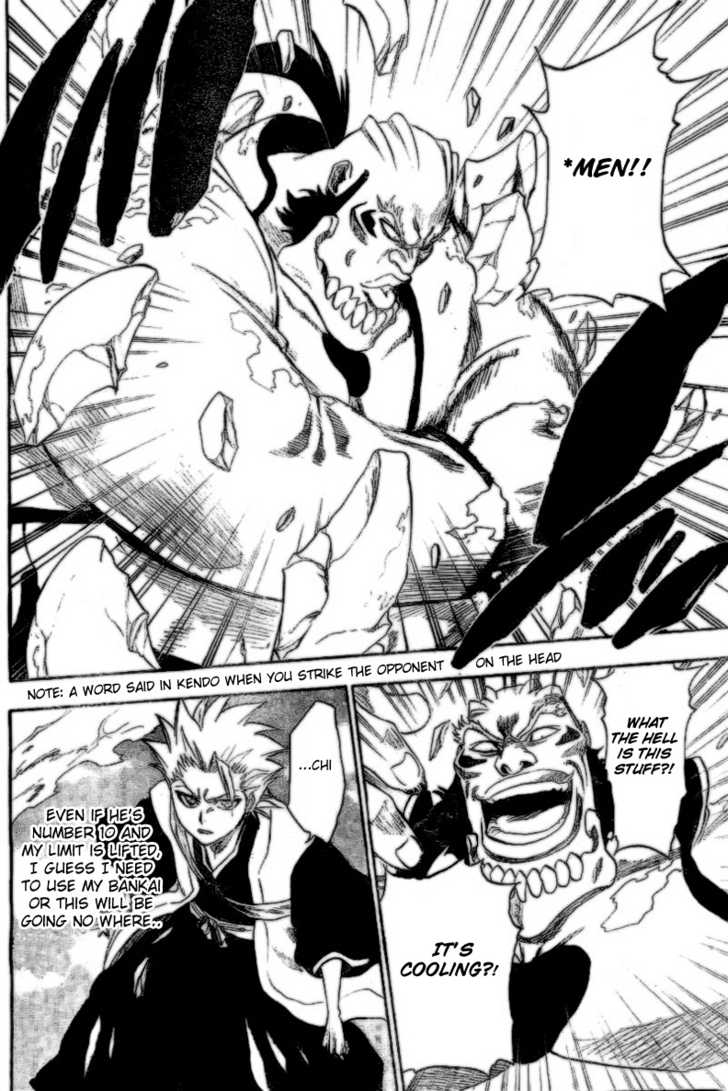 *MEN!!
NOTE: A WORD SAID IN KENDO WHEN YOU STRIKE THE OPPONENT ON THE HEAD
WHAT
THE HELL
IS THIS
STUFF?!
IT'S
COOLING?!
...CHI
EVEN IF HE'S
NUMBER 10 AND
MY LIMIT IS LIFTED,
I GUESS I NEED
TO USE MY BANKAI
OR THIS WILL BE
GOING NO WHERE..